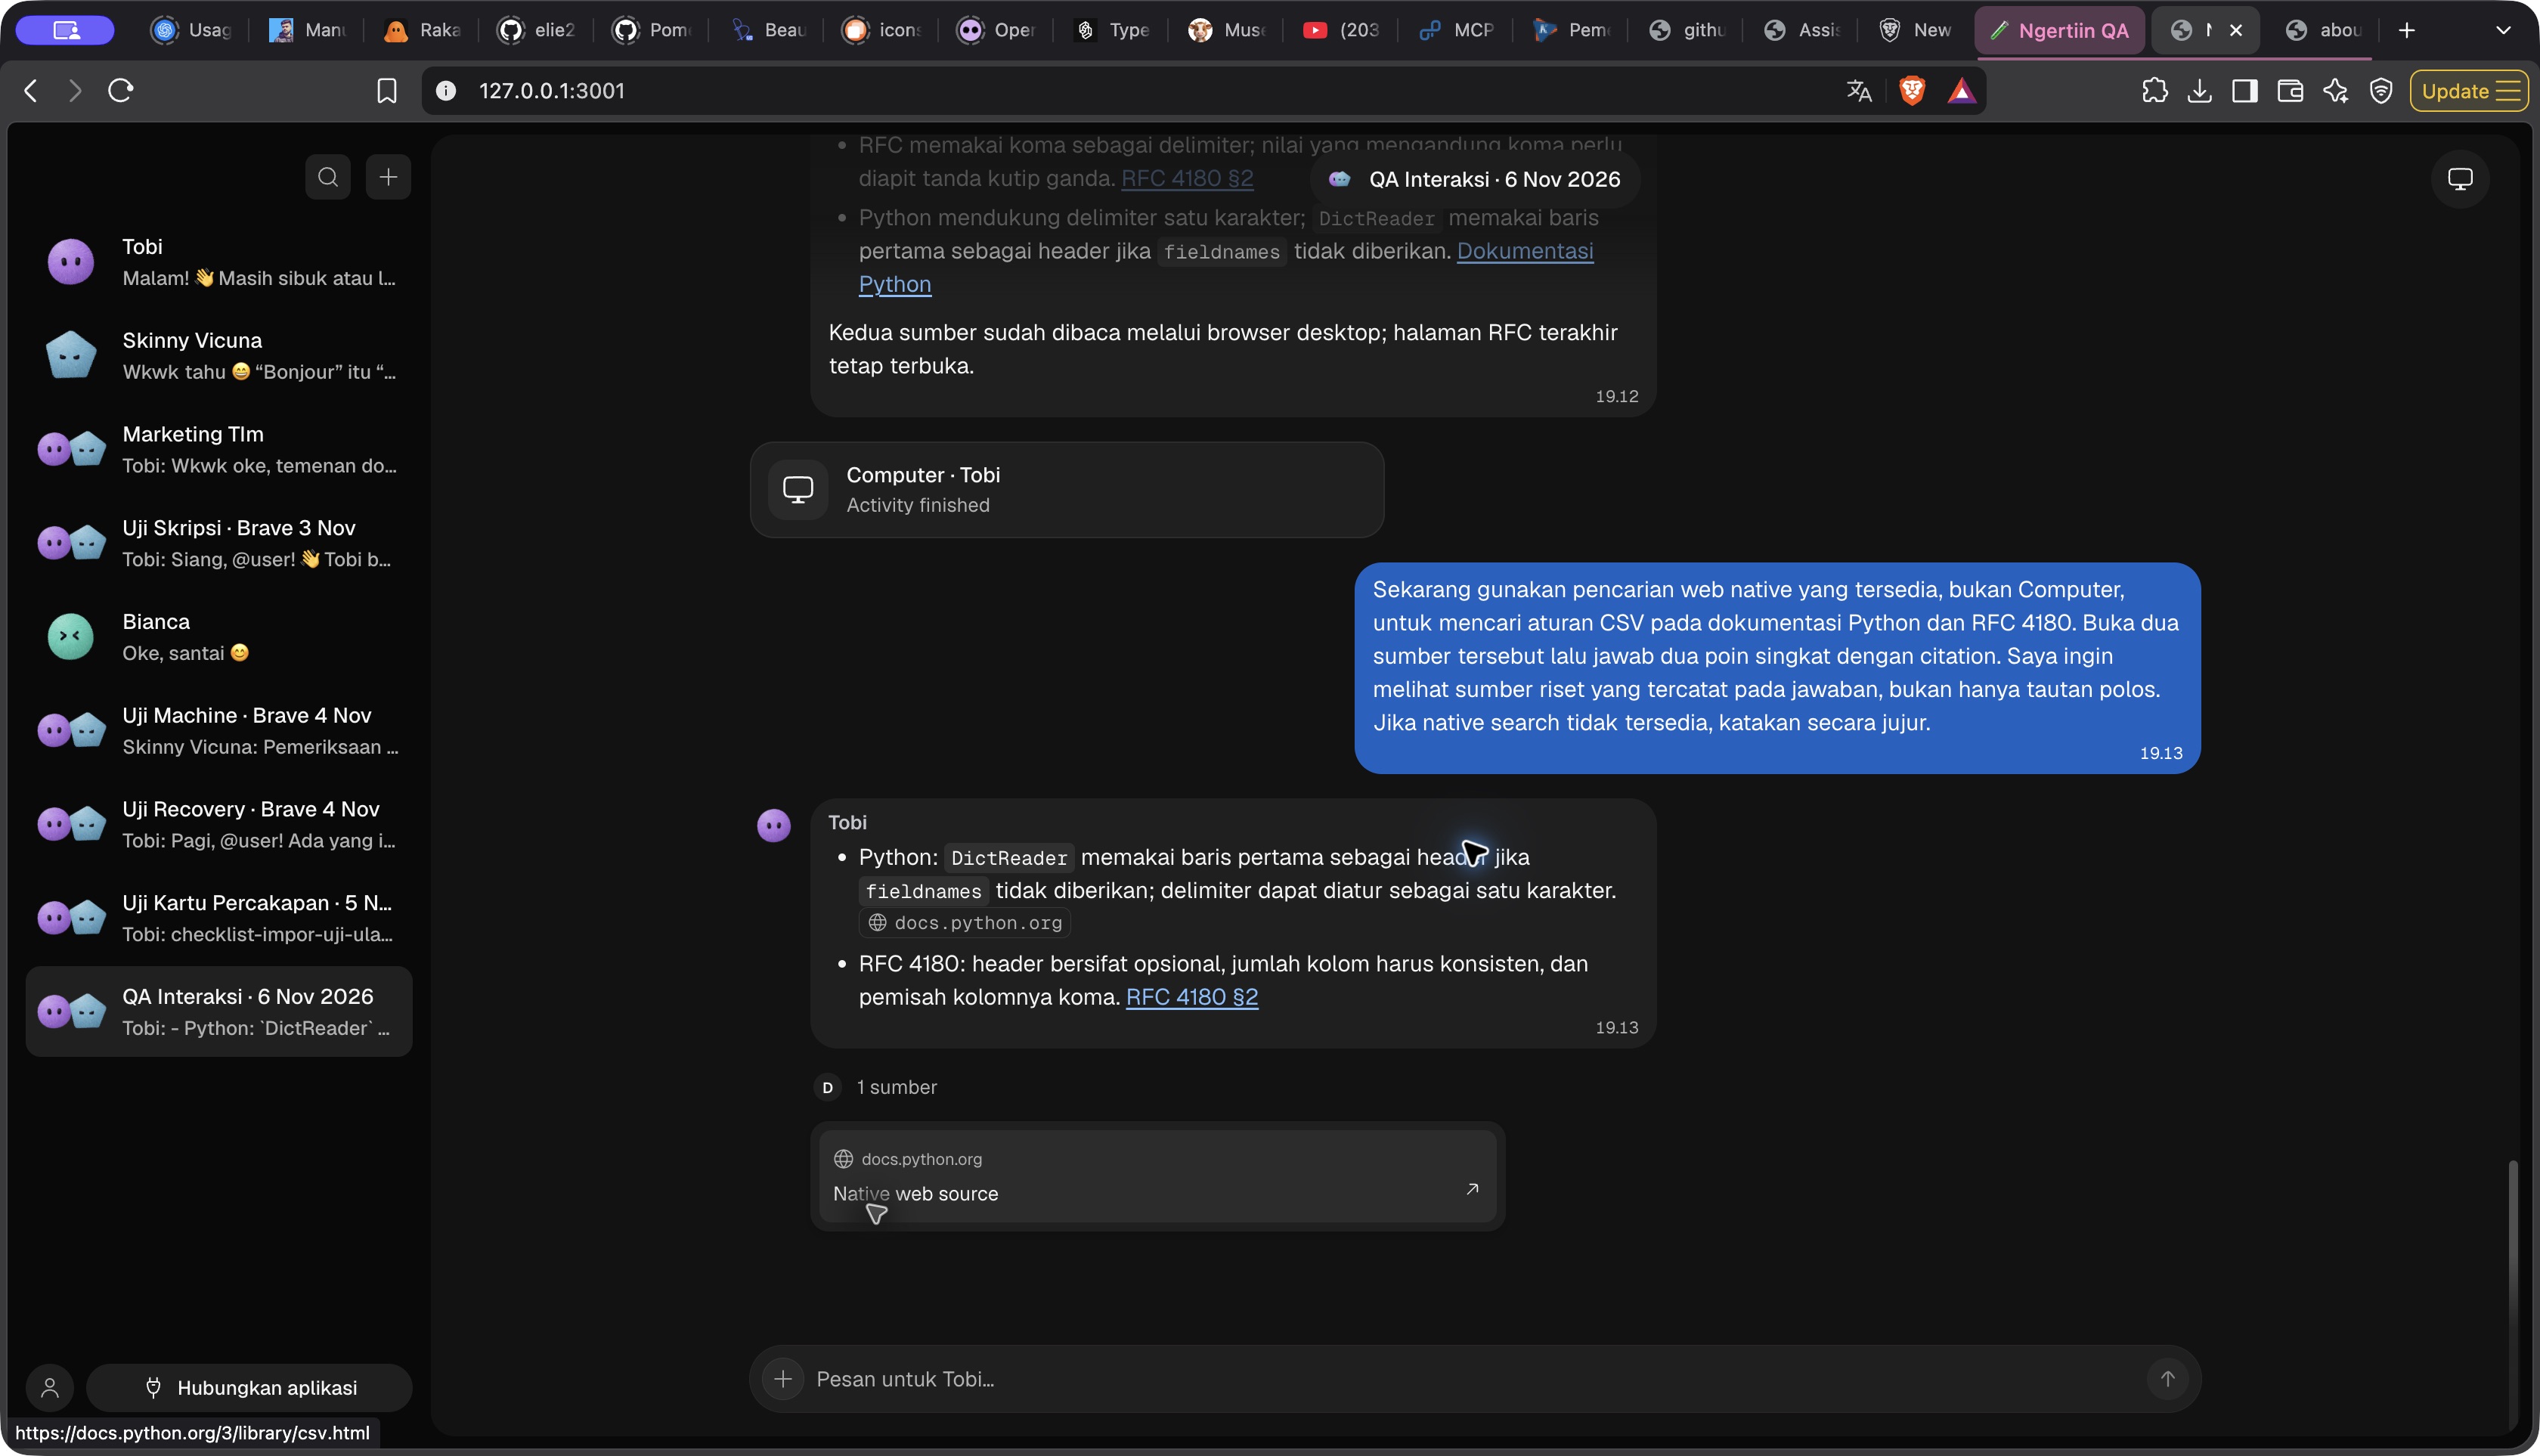 Usag
Manu
Raka
elie2
Pome
Beau
icons
Oper
Type
Muse
(203
MCP
Peme
githu
Assis
New
Ngertiin QA
abou
127.0.0.1:3001
Update
Tobi
Malam! 👋 Masih sibuk atau l...
Skinny Vicuna
Wkwk tahu 😄 “Bonjour” itu “...
Marketing TIm
Tobi: Wkwk oke, temenan do...
Uji Skripsi · Brave 3 Nov
Tobi: Siang, @user! 👋 Tobi b...
Bianca
Oke, santai 😊
Uji Machine · Brave 4 Nov
Skinny Vicuna: Pemeriksaan ...
Uji Recovery · Brave 4 Nov
Tobi: Pagi, @user! Ada yang i...
Uji Kartu Percakapan · 5 N...
Tobi: checklist-impor-uji-ula...
QA Interaksi · 6 Nov 2026
Tobi: - Python: `DictReader` ...
Hubungkan aplikasi
https://docs.python.org/3/library/csv.html
QA Interaksi · 6 Nov 2026
RFC memakai koma sebagai delimiter; nilai yang mengandung koma perlu
diapit tanda kutip ganda. RFC 4180 §2
Python mendukung delimiter satu karakter; DictReader memakai baris
pertama sebagai header jika fieldnames tidak diberikan. Dokumentasi
Python
Kedua sumber sudah dibaca melalui browser desktop; halaman RFC terakhir
tetap terbuka.
19.12
Computer · Tobi
Activity finished
Sekarang gunakan pencarian web native yang tersedia, bukan Computer,
untuk mencari aturan CSV pada dokumentasi Python dan RFC 4180. Buka dua
sumber tersebut lalu jawab dua poin singkat dengan citation. Saya ingin
melihat sumber riset yang tercatat pada jawaban, bukan hanya tautan polos.
Jika native search tidak tersedia, katakan secara jujur.
19.13
Tobi
Python: DictReader memakai baris pertama sebagai header jika
fieldnames tidak diberikan; delimiter dapat diatur sebagai satu karakter.
docs.python.org
RFC 4180: header bersifat opsional, jumlah kolom harus konsisten, dan
pemisah kolomnya koma. RFC 4180 §2
19.13
D 1 sumber
docs.python.org
Native web source
Pesan untuk Tobi...